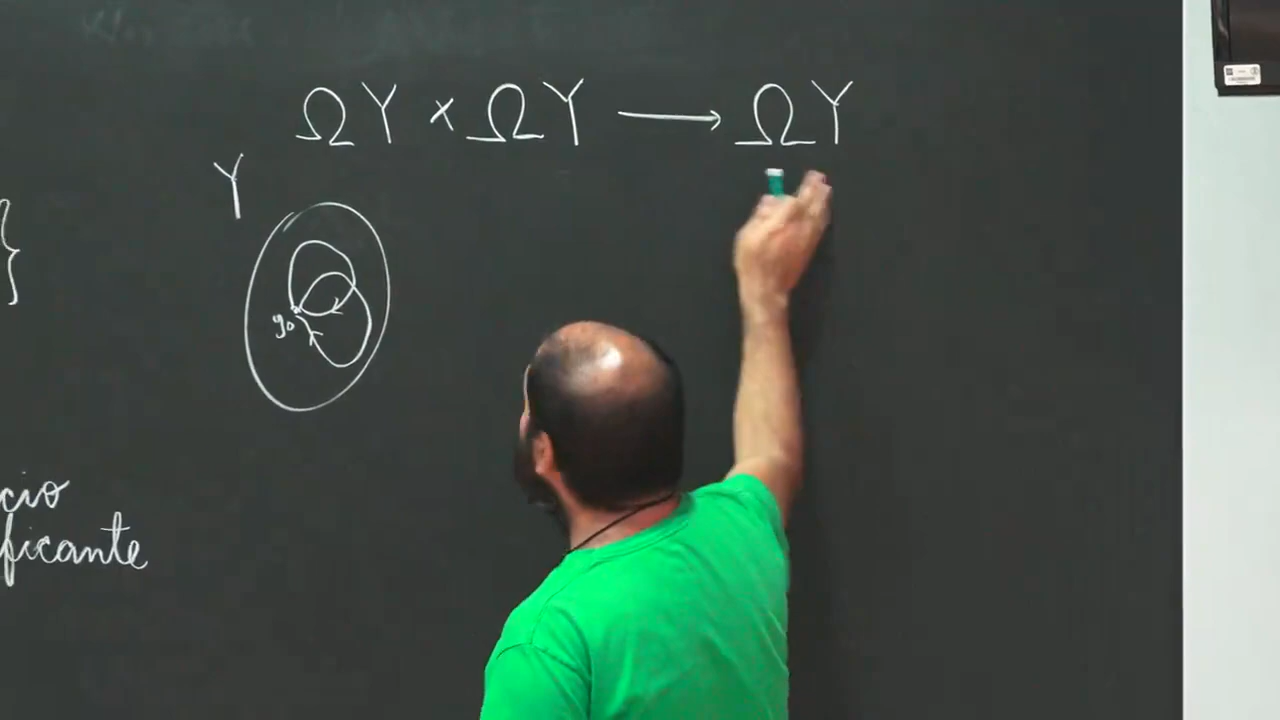 ΩY × ΩY ⟶ ΩY
Y
}
y₀
cio
ficante